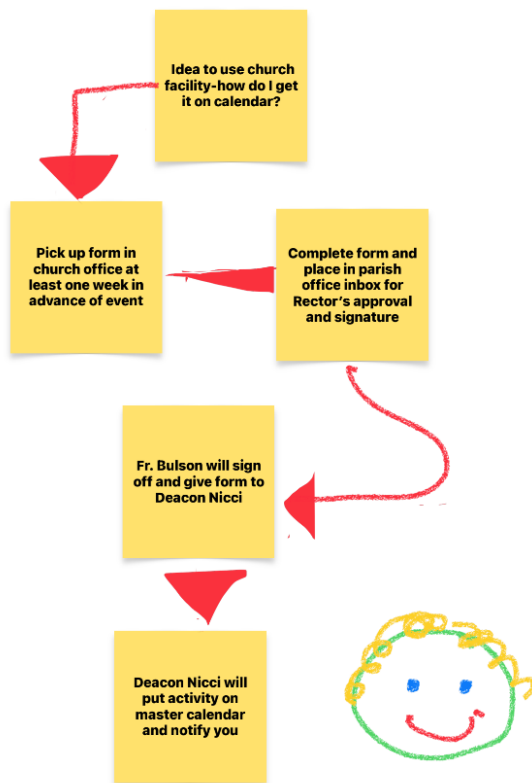 Idea to use church
facility-how do I get
it on calendar?
Pick up form in
church office at
least one week in
advance of event
Complete form and
place in parish
office inbox for
Rector's approval
and signature
Fr. Bulson will sign
off and give form to
Deacon Nicci
Deacon Nicci will
put activity on
master calendar
and notify you